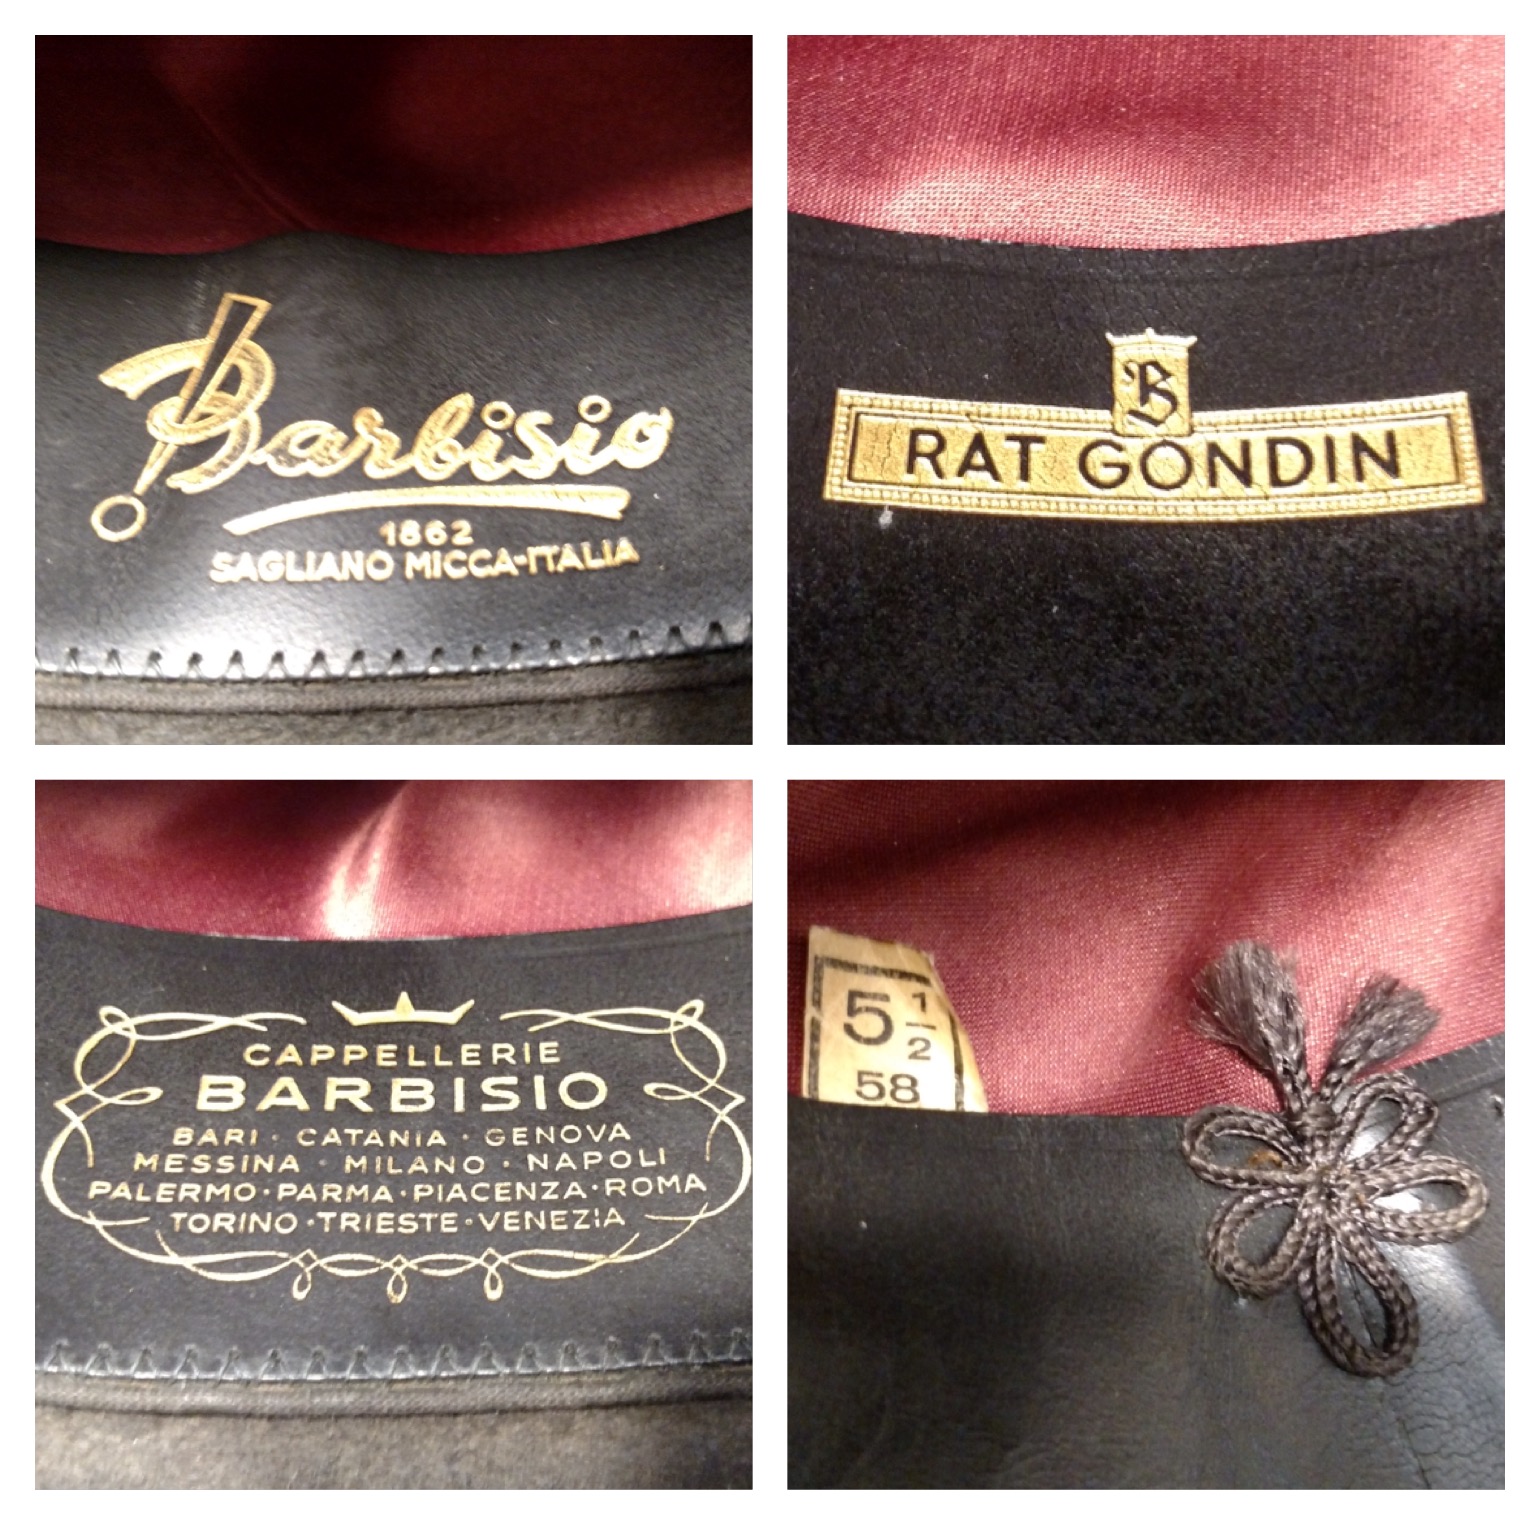 Barbisio
1862
SAGLIANO MICCA-ITALIA
B
RAT GONDIN
CAPPELLERIE
BARBISIO
BARI · CATANIA · GENOVA
MESSINA · MILANO · NAPOLI
PALERMO · PARMA · PIACENZA · ROMA
TORINO · TRIESTE · VENEZIA
5 1/2
58